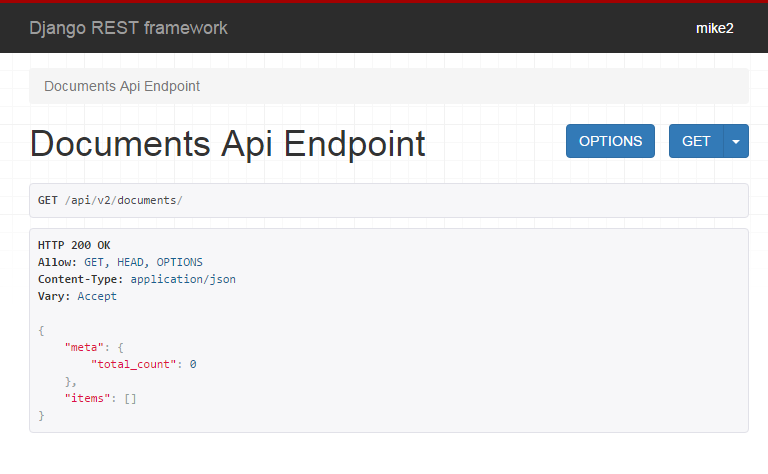 Django REST framework
mike2
Documents Api Endpoint
Documents Api Endpoint
OPTIONS
GET
GET /api/v2/documents/
HTTP 200 OK
Allow: GET, HEAD, OPTIONS
Content-Type: application/json
Vary: Accept
{
    "meta": {
        "total_count": 0
    },
    "items": []
}